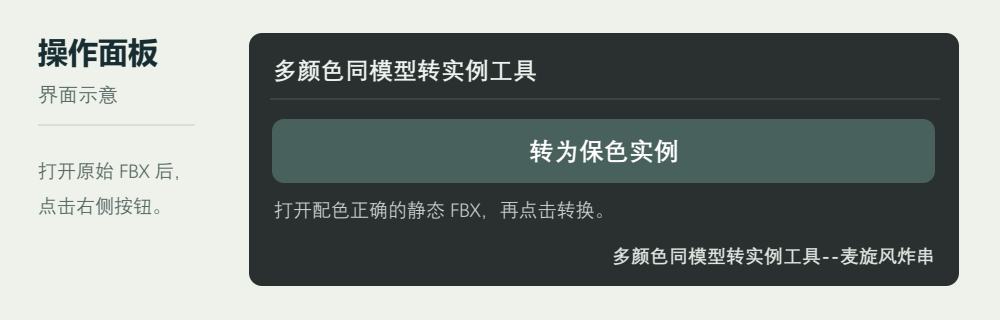 操作面板
界面示意
打开原始 FBX 后,
点击右侧按钮。
多颜色同模型转实例工具
转为保色实例
打开配色正确的静态 FBX，再点击转换。
多颜色同模型转实例工具--麦旋风炸串